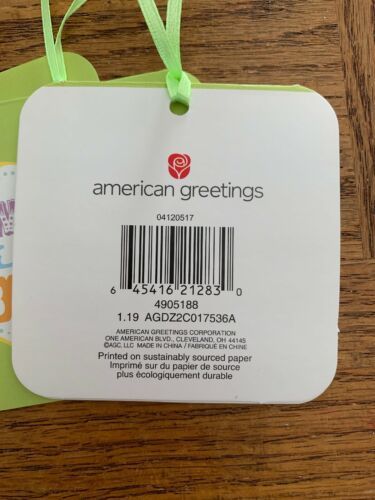 american greetings
04120517
6 45416 21283 0
4905188
1.19 AGDZ2C017536A
AMERICAN GREETINGS CORPORATION
ONE AMERICAN BLVD., CLEVELAND, OH 44145
©AGC, LLC MADE IN CHINA / FABRIQUÉ EN CHINE
Printed on sustainably sourced paper
Imprimé sur du papier de source
plus écologiquement durable